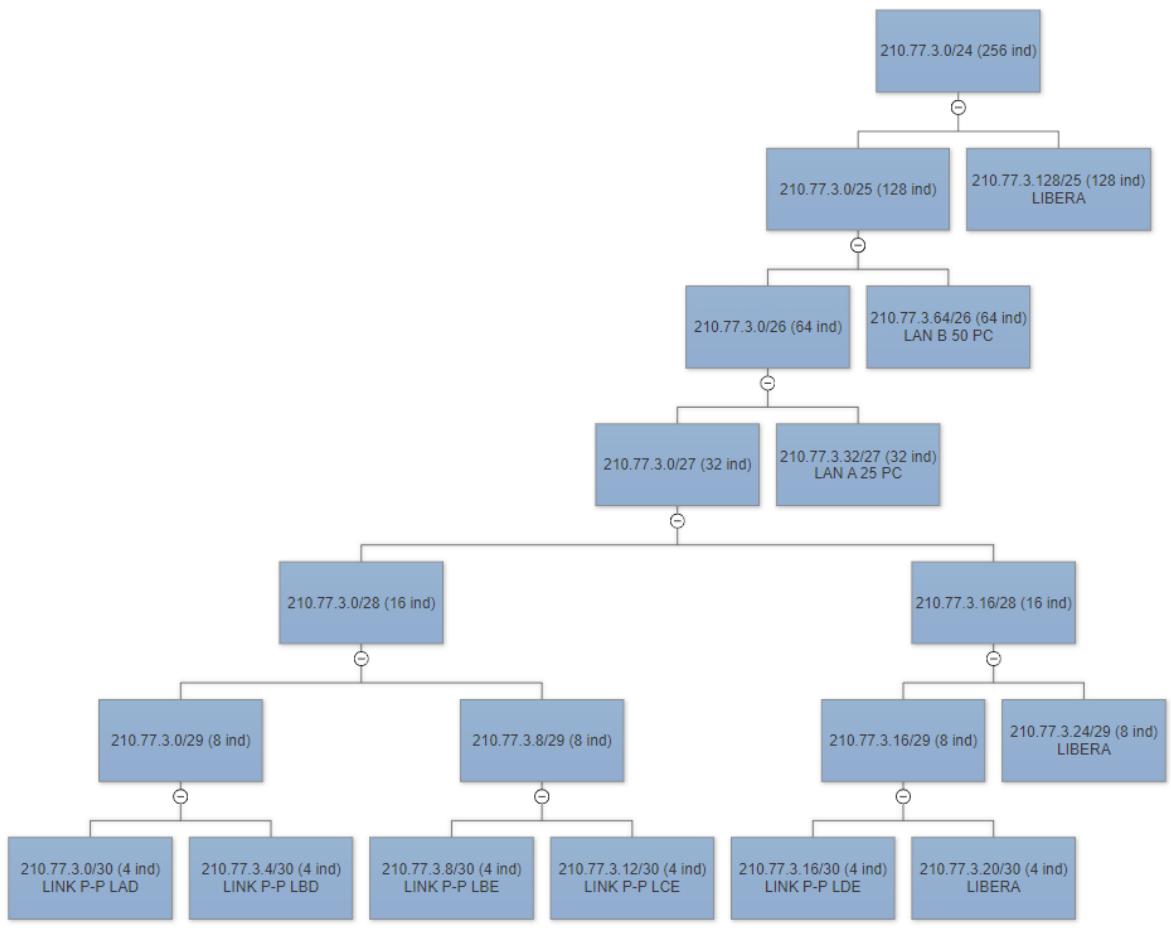 210.77.3.0/24 (256 ind)
210.77.3.0/25 (128 ind)
210.77.3.128/25 (128 ind)
LIBERA
210.77.3.0/26 (64 ind)
210.77.3.64/26 (64 ind)
LAN B 50 PC
210.77.3.0/27 (32 ind)
210.77.3.32/27 (32 ind)
LAN A 25 PC
210.77.3.0/28 (16 ind)
210.77.3.16/28 (16 ind)
210.77.3.0/29 (8 ind)
210.77.3.8/29 (8 ind)
210.77.3.16/29 (8 ind)
210.77.3.24/29 (8 ind)
LIBERA
210.77.3.0/30 (4 ind)
LINK P-P LAD
210.77.3.4/30 (4 ind)
LINK P-P LBD
210.77.3.8/30 (4 ind)
LINK P-P LBE
210.77.3.12/30 (4 ind)
LINK P-P LCE
210.77.3.16/30 (4 ind)
LINK P-P LDE
210.77.3.20/30 (4 ind)
LIBERA